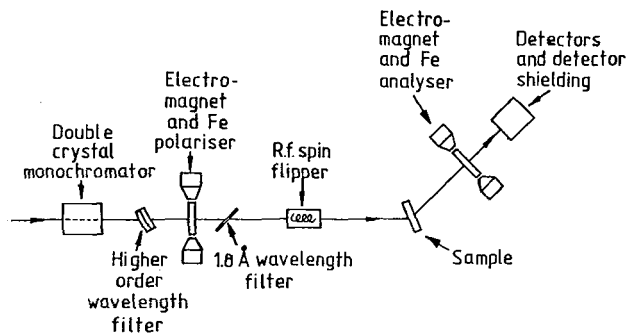 Electro-
magnet
and Fe
analyser
Detectors
and detector
shielding
Electro-
magnet
and Fe
polariser
Double
crystal
monochromator
R.f. spin
flipper
Higher
order
wavelength
filter
1.8 Å wavelength
filter
Sample